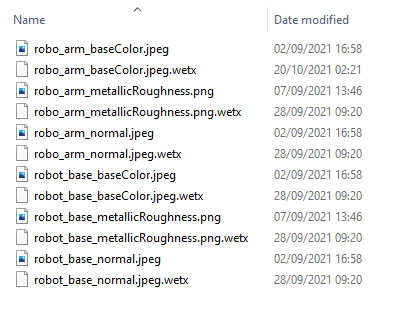 Name Date modified
robo_arm_baseColor.jpeg 02/09/2021 16:58
robo_arm_baseColor.jpeg.wetx 20/10/2021 02:21
robo_arm_metallicRoughness.png 07/09/2021 13:46
robo_arm_metallicRoughness.png.wetx 28/09/2021 09:20
robo_arm_normal.jpeg 02/09/2021 16:58
robo_arm_normal.jpeg.wetx 28/09/2021 09:20
robot_base_baseColor.jpeg 02/09/2021 16:58
robot_base_baseColor.jpeg.wetx 28/09/2021 09:20
robot_base_metallicRoughness.png 07/09/2021 13:46
robot_base_metallicRoughness.png.wetx 28/09/2021 09:20
robot_base_normal.jpeg 02/09/2021 16:58
robot_base_normal.jpeg.wetx 28/09/2021 09:20